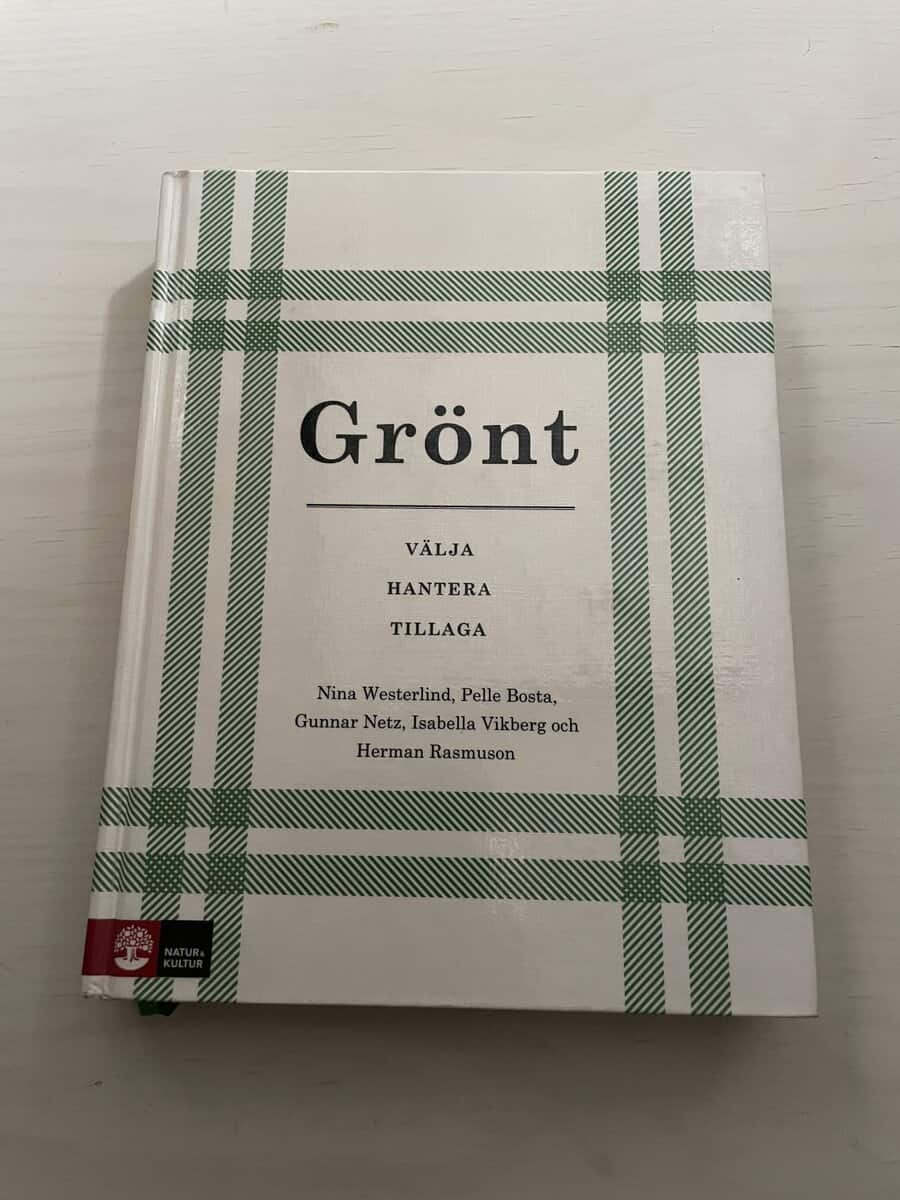 Grönt
VÄLJA
HANTERA
TILLAGA
Nina Westerlind, Pelle Bosta,
Gunnar Netz, Isabella Vikberg och
Herman Rasmuson
NATUR &
KULTUR